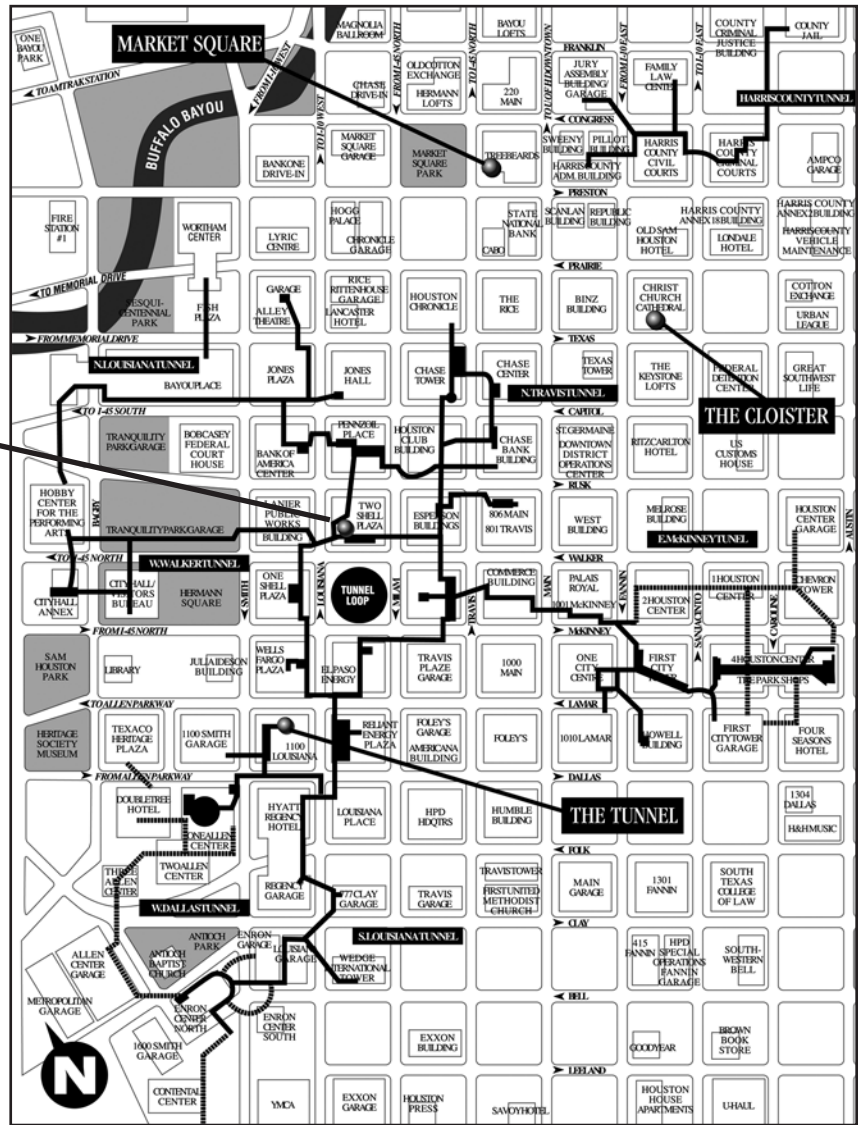 MAGNOLIA
BALLROOM
BAYOU
LOFTS
COUNTY
CRIMINAL
JUSTICE
BUILDING
COUNTY
JAIL
ONE
BAYOU
PARK
MARKET SQUARE
FROM I-10 WEST
TO I-10 WEST
FROM I-45 NORTH
TO I-45 NORTH
FRANKLIN
FROM I-10 EAST
TO I-10 EAST
TO AMTRAK STATION
CHASE
DRIVE-IN
OLDCOTTON
EXCHANGE
HERMANN
LOFTS
220
MAIN
JURY
ASSEMBLY
BUILDING/
GARAGE
FAMILY
LAW
CENTER
HARRIS COUNTY TUNNEL
BUFFALO BAYOU
CONGRESS
BANKONE
DRIVE-IN
MARKET
SQUARE
GARAGE
MARKET
SQUARE
PARK
TREEBEARDS
SWEENY
BUILDING
PILLOT
BUILDING
HARRIS COUNTY
ADM. BUILDING
HARRIS
COUNTY
CIVIL
COURTS
HARRIS
COUNTY
CRIMINAL
COURTS
AMPCO
GARAGE
PRESTON
FIRE
STATION
#1
WORTHAM
CENTER
LYRIC
CENTRE
HOGG
PALACE
CHRONICLE
GARAGE
STATE
NATIONAL
BANK
CABO
SCANLAN
BUILDING
REPUBLIC
BUILDING
OLD SAM
HOUSTON
HOTEL
HARRIS COUNTY
ANNEX 18 BUILDING
LONDALE
HOTEL
HARRIS COUNTY
ANNEX 2 BUILDING
HARRIS COUNTY
VEHICLE
MAINTENANCE
PRAIRIE
TO MEMORIAL DRIVE
SESQUI-
CENTENNIAL
PARK
FISH
PLAZA
GARAGE
ALLEY
THEATRE
RICE
RITTENHOUSE
GARAGE
LANCASTER
HOTEL
HOUSTON
CHRONICLE
THE
RICE
BINZ
BUILDING
CHRIST
CHURCH
CATHEDRAL
COTTON
EXCHANGE
URBAN
LEAGUE
FROM MEMORIAL DRIVE
TEXAS
N. LOUISIANA TUNNEL
BAYOU PLACE
JONES
PLAZA
JONES
HALL
CHASE
TOWER
CHASE
CENTER
TEXAS
TOWER
THE
KEYSTONE
LOFTS
FEDERAL
DETENTION
CENTER
GREAT
SOUTHWEST
LIFE
N. TRAVIS TUNNEL
TO I-45 SOUTH
CAPITOL
THE CLOISTER
TRANQUILITY
PARK/GARAGE
BOB CASEY
FEDERAL
COURT
HOUSE
BANK OF
AMERICA
CENTER
PENNZOIL
PLACE
HOUSTON
CLUB
BUILDING
CHASE
BANK
BUILDING
ST. GERMAINE
DOWNTOWN
DISTRICT
OPERATIONS
CENTER
RITZ CARLTON
HOTEL
US
CUSTOMS
HOUSE
RUSK
HOBBY
CENTER
FOR THE
PERFORMING
ARTS
BAGBY
TRANQUILITY PARK/GARAGE
LANIER
PUBLIC
WORKS
BUILDING
TWO
SHELL
PLAZA
ESPERSON
BUILDINGS
806 MAIN
801 TRAVIS
WEST
BUILDING
MELROSE
BUILDING
HOUSTON
CENTER
GARAGE
AUSTIN
E. McKINNEY TUNEL
TO I-45 NORTH
W. WALKER TUNNEL
WALKER
CITY HALL
ANNEX
CITY HALL/
VISITORS
BUREAU
HERMANN
SQUARE
SMITH
ONE
SHELL
PLAZA
LOUISIANA
TUNNEL
LOOP
MILAM
TRAVIS
COMMERCE
BUILDING
MAIN
PALAIS
ROYAL
1001 McKINNEY
FANNIN
2 HOUSTON
CENTER
SAN JACINTO
1 HOUSTON
CENTER
CAROLINE
CHEVRON
TOWER
FROM I-45 NORTH
McKINNEY
SAM
HOUSTON
PARK
LIBRARY
JULIA IDESON
BUILDING
WELLS
FARGO
PLAZA
EL PASO
ENERGY
TRAVIS
PLAZE
GARAGE
1000
MAIN
ONE
CITY
CENTRE
FIRST
CITY
4 HOUSTON CENTER
THE PARK SHOPS
TO ALLEN PARKWAY
LAMAR
HERITAGE
SOCIETY
MUSEUM
TEXACO
HERITAGE
PLAZA
1100 SMITH
GARAGE
1100
LOUISIANA
RELIANT
ENERGY
PLAZA
FOLEY'S
GARAGE
AMERICANA
BUILDING
FOLEY'S
1010 LAMAR
HOWELL
BUILDING
FIRST
CITY TOWER
GARAGE
FOUR
SEASONS
HOTEL
FROM ALLEN PARKWAY
DALLAS
DOUBLETREE
HOTEL
ONE ALLEN
CENTER
HYATT
REGENCY
HOTEL
LOUISIANA
PLACE
HPD
HDQTRS
HUMBLE
BUILDING
THE TUNNEL
1304
DALLAS
H&H MUSIC
POLK
THREE
ALLEN
CENTER
TWO ALLEN
CENTER
REGENCY
GARAGE
777 CLAY
GARAGE
TRAVIS
GARAGE
TRAVIS TOWER
FIRST UNITED
METHODIST
CHURCH
MAIN
GARAGE
1301
FANNIN
SOUTH
TEXAS
COLLEGE
OF LAW
W. DALLAS TUNNEL
CLAY
ALLEN
CENTER
GARAGE
ANTIOCH
PARK
ANTIOCH
BAPTIST
CHURCH
ENRON
GARAGE
LOUISIANA
GARAGE
S. LOUISIANA TUNNEL
WEDGE
INTERNATIONAL
TOWER
415
FANNIN
HPD
SPECIAL
OPERATIONS
FANNIN
GARAGE
SOUTH-
WESTERN
BELL
METROPOLITAN
GARAGE
BELL
ENRON
CENTER
NORTH
ENRON
CENTER
SOUTH
1600 SMITH
GARAGE
EXXON
BUILDING
GOODYEAR
BROWN
BOOK
STORE
N
LEELAND
CONTENTAL
CENTER
YMCA
EXXON
GARAGE
HOUSTON
PRESS
SAVOY HOTEL
HOUSTON
HOUSE
APARTMENTS
U-HAUL